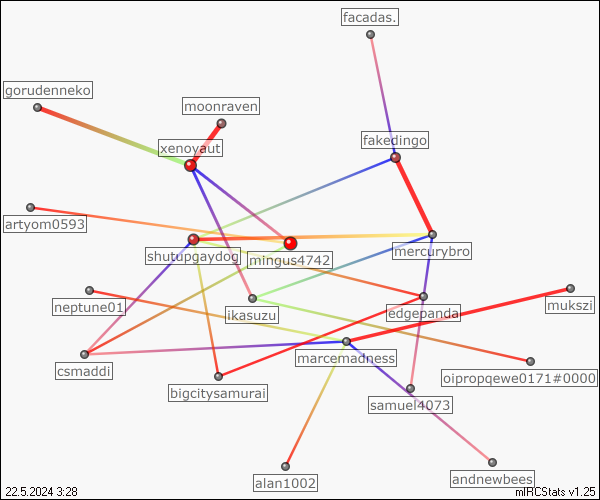 facadas.
gorudenneko
moonraven
xenoyaut
fakedingo
artyom0593
shutupgaydog
mingus4742
mercurybro
neptune01
ikasuzu
edgepanda
mukszi
marcemadness
csmaddi
bigcitysamurai
oipropqewe0171#0000
samuel4073
alan1002
andnewbees
22.5.2024 3:28
mIRCStats v1.25